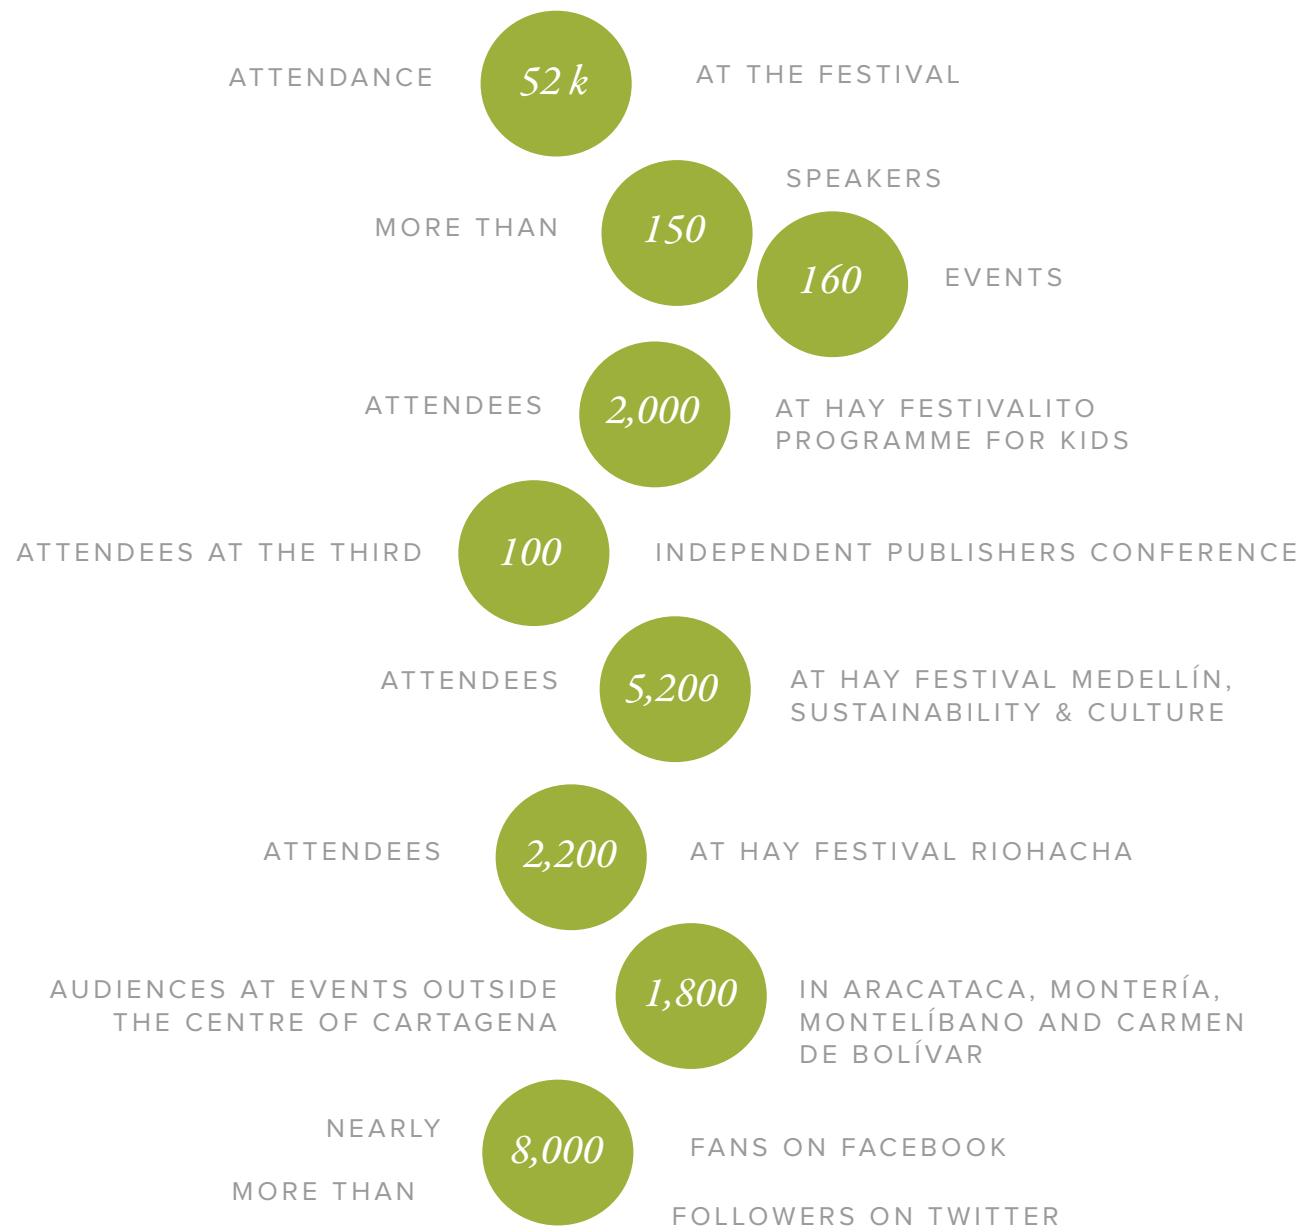 ATTENDANCE 52 k AT THE FESTIVAL
SPEAKERS
MORE THAN 150
160 EVENTS
ATTENDEES 2,000 AT HAY FESTIVALITO
PROGRAMME FOR KIDS
ATTENDEES AT THE THIRD 100 INDEPENDENT PUBLISHERS CONFERENCE
ATTENDEES 5,200 AT HAY FESTIVAL MEDELLÍN,
SUSTAINABILITY & CULTURE
ATTENDEES 2,200 AT HAY FESTIVAL RIOHACHA
AUDIENCES AT EVENTS OUTSIDE
THE CENTRE OF CARTAGENA
1,800
IN ARACATACA, MONTERÍA,
MONTELÍBANO AND CARMEN
DE BOLÍVAR
NEARLY 8,000 FANS ON FACEBOOK
MORE THAN
FOLLOWERS ON TWITTER